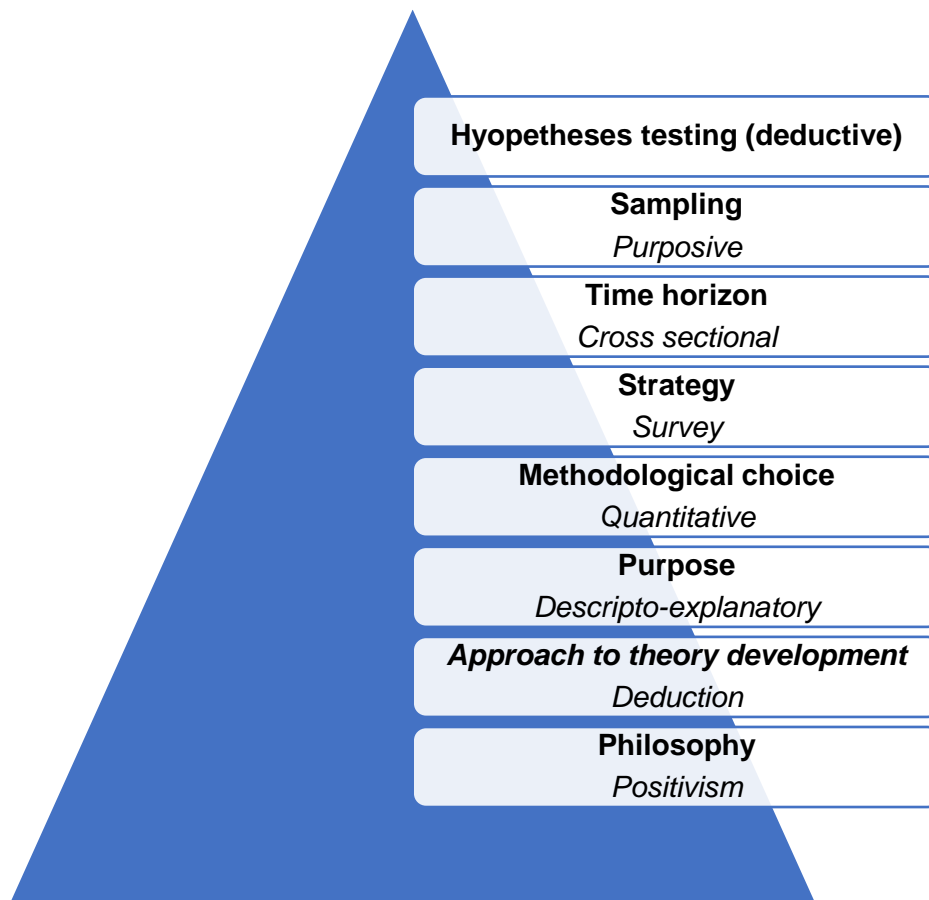 Hyopetheses testing (deductive)
Sampling
Purposive
Time horizon
Cross sectional
Strategy
Survey
Methodological choice
Quantitative
Purpose
Descripto-explanatory
Approach to theory development
Deduction
Philosophy
Positivism